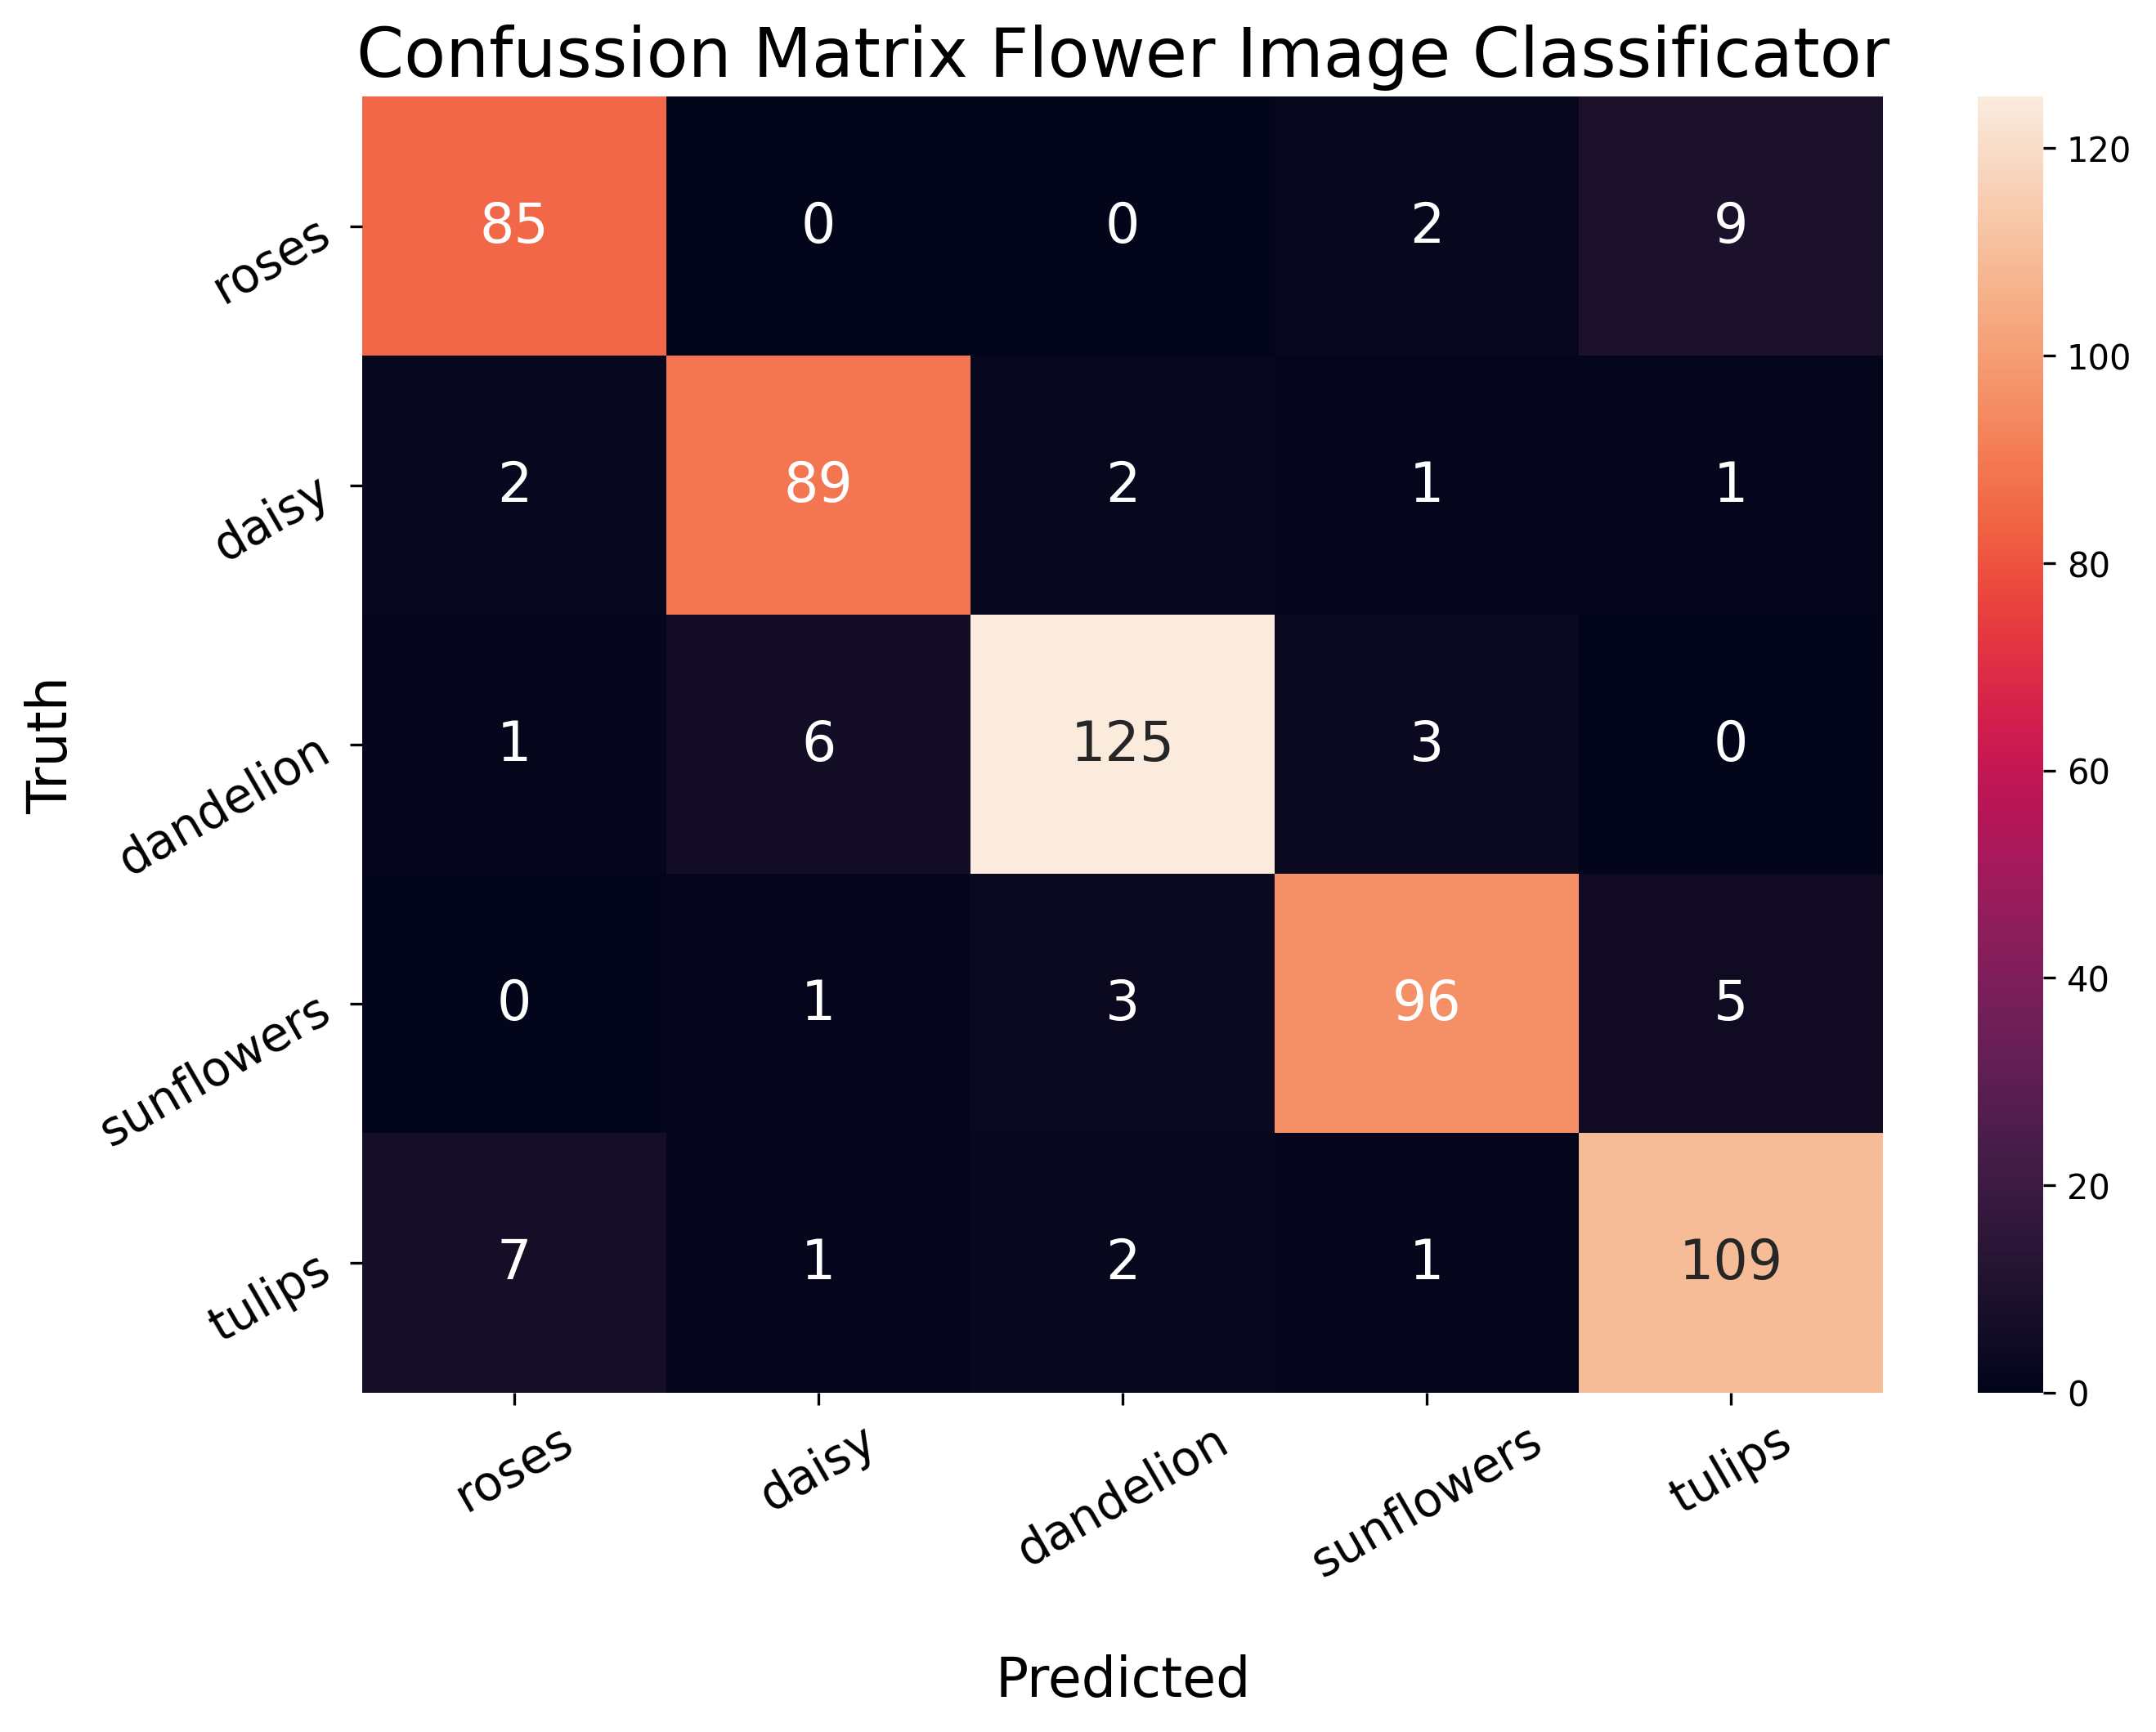 Confussion Matrix Flower Image Classificator
Truth
roses 85 0 0 2 9
daisy 2 89 2 1 1
dandelion 1 6 125 3 0
sunflowers 0 1 3 96 5
tulips 7 1 2 1 109
roses daisy dandelion sunflowers tulips
Predicted
120
100
80
60
40
20
0